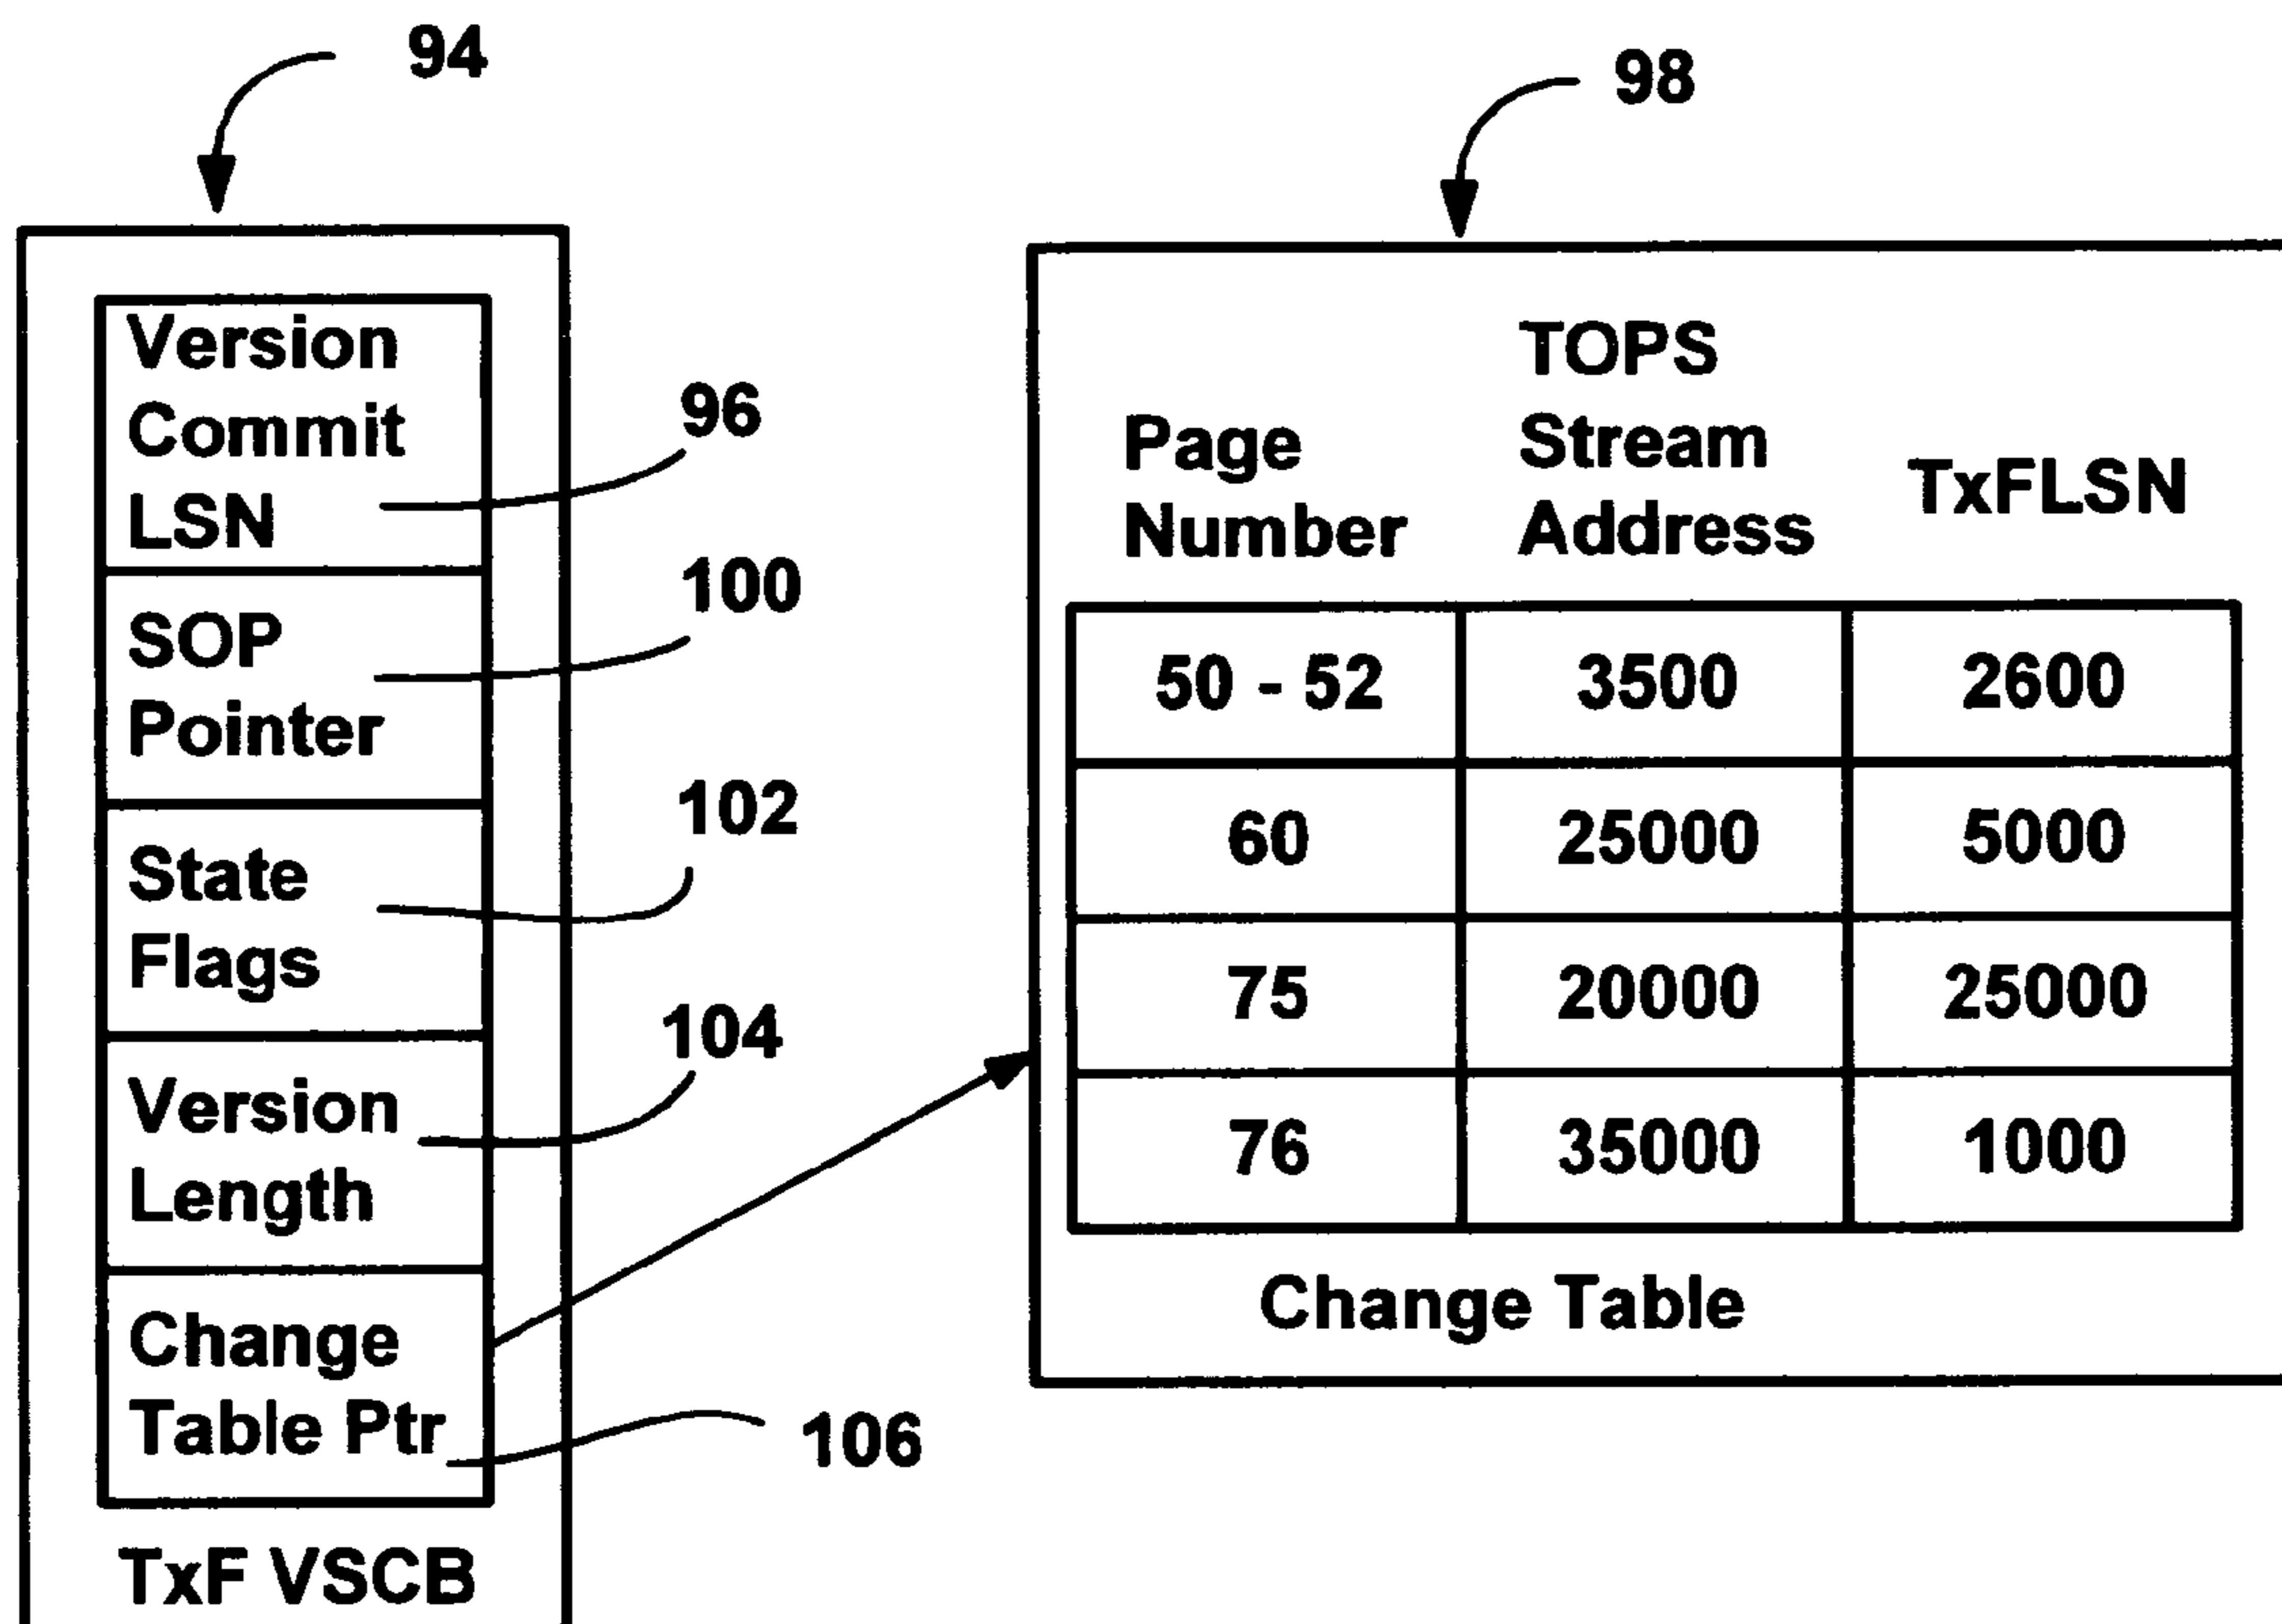 94
Version
Commit
LSN
96
SOP
Pointer
100
State
Flags
102
Version
Length
104
Change
Table Ptr
106
TxF VSCB
98
Page
Number
TOPS
Stream
Address
TxFLSN
50 - 52 3500 2600
60 25000 5000
75 20000 25000
76 35000 1000
Change Table